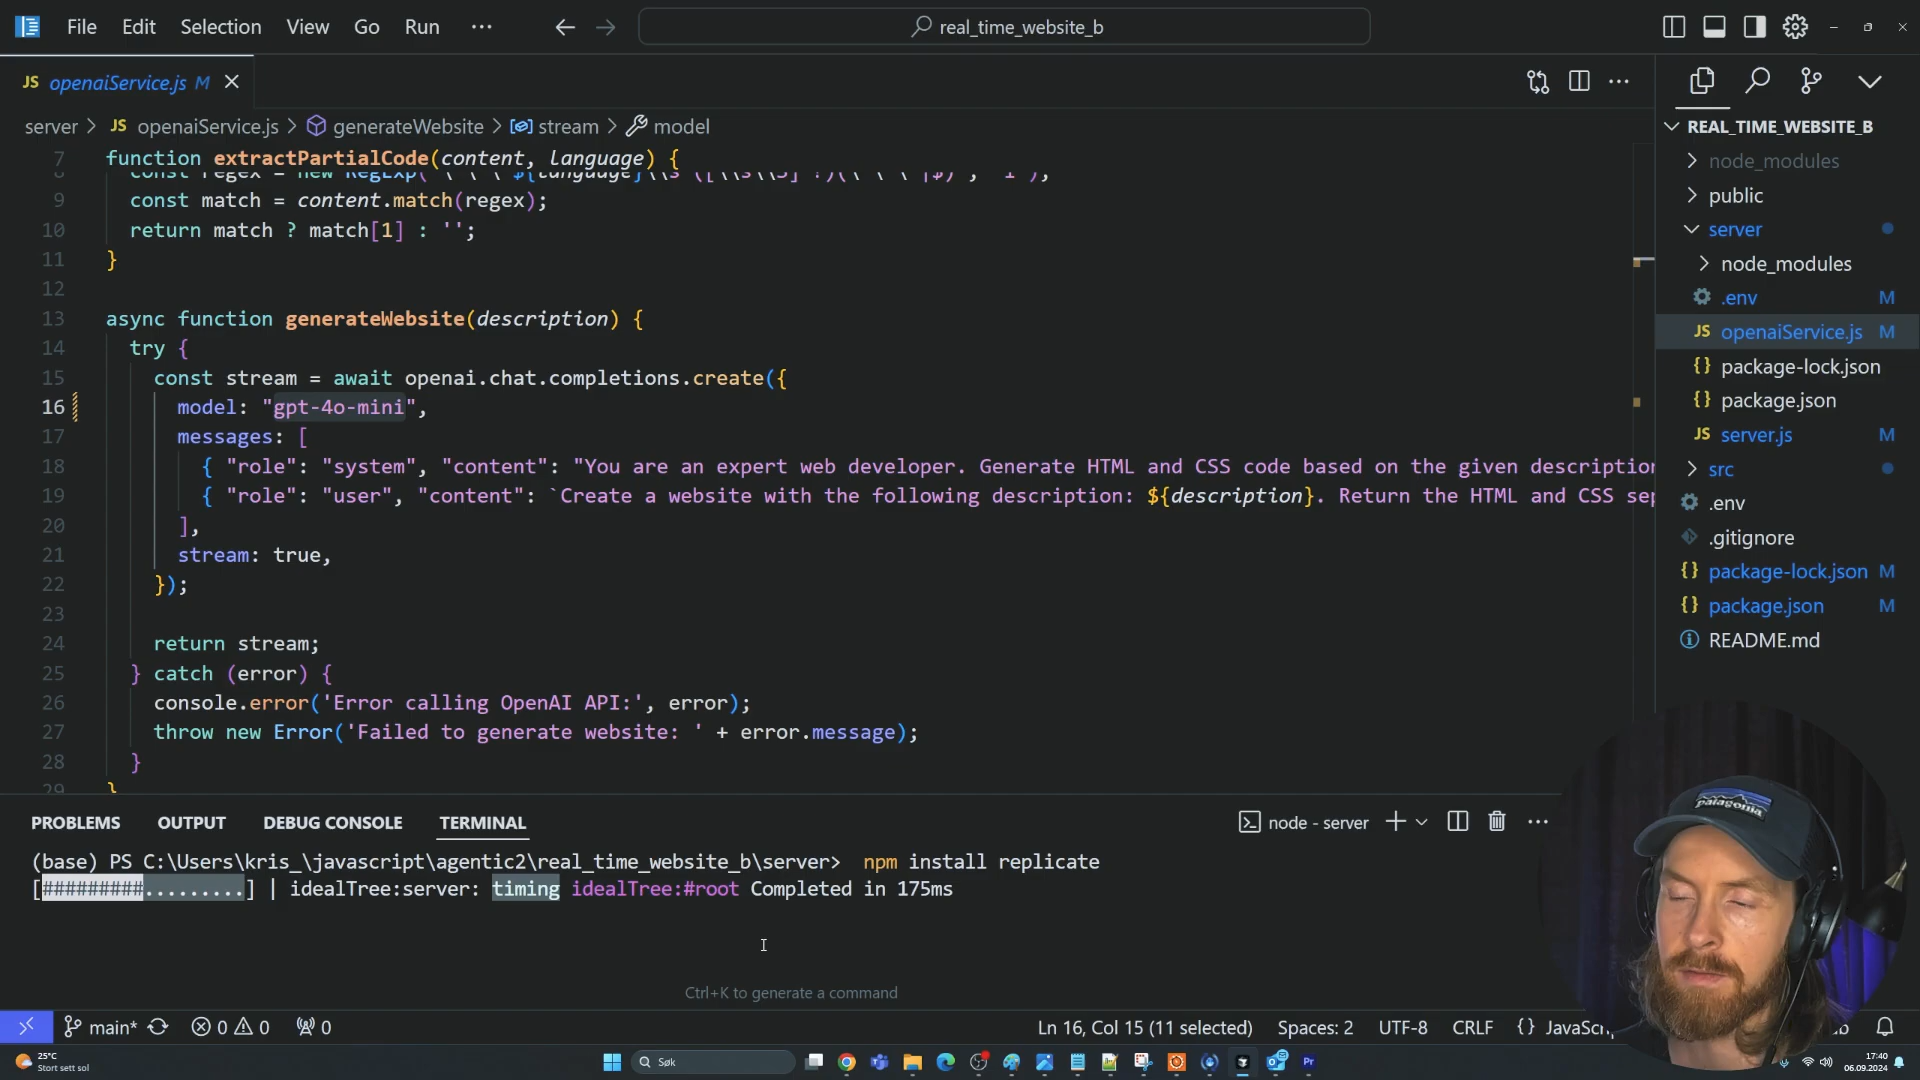 File Edit Selection View Go Run ··· real_time_website_b
JS openaiService.js M
server > JS openaiService.js > generateWebsite > stream > model
7 function extractPartialCode(content, language) {
9 const match = content.match(regex);
10 return match ? match[1] : '';
11 }
12
13 async function generateWebsite(description) {
14 try {
15 const stream = await openai.chat.completions.create({
16 model: "gpt-4o-mini",
17 messages: [
18 { "role": "system", "content": "You are an expert web developer. Generate HTML and CSS code based on the given description
19 { "role": "user", "content": `Create a website with the following description: ${description}. Return the HTML and CSS sep
20 ],
21 stream: true,
22 });
23
24 return stream;
25 } catch (error) {
26 console.error('Error calling OpenAI API:', error);
27 throw new Error('Failed to generate website: ' + error.message);
28 }
29 }
REAL_TIME_WEBSITE_B
node_modules
public
server
node_modules
.env M
JS openaiService.js M
{} package-lock.json
{} package.json
JS server.js M
src
.env
.gitignore
{} package-lock.json M
{} package.json M
README.md
PROBLEMS OUTPUT DEBUG CONSOLE TERMINAL
node - server
(base) PS C:\Users\kris_\javascript\agentic2\real_time_website_b\server> npm install replicate
[#########.........] | idealTree:server: timing idealTree:#root Completed in 175ms
Ctrl+K to generate a command
patagonia
main* 0 0 0
Ln 16, Col 15 (11 selected) Spaces: 2 UTF-8 CRLF {} JavaScrip
25°C
Stort sett sol
Søk
Pr
17:40
06.09.2024